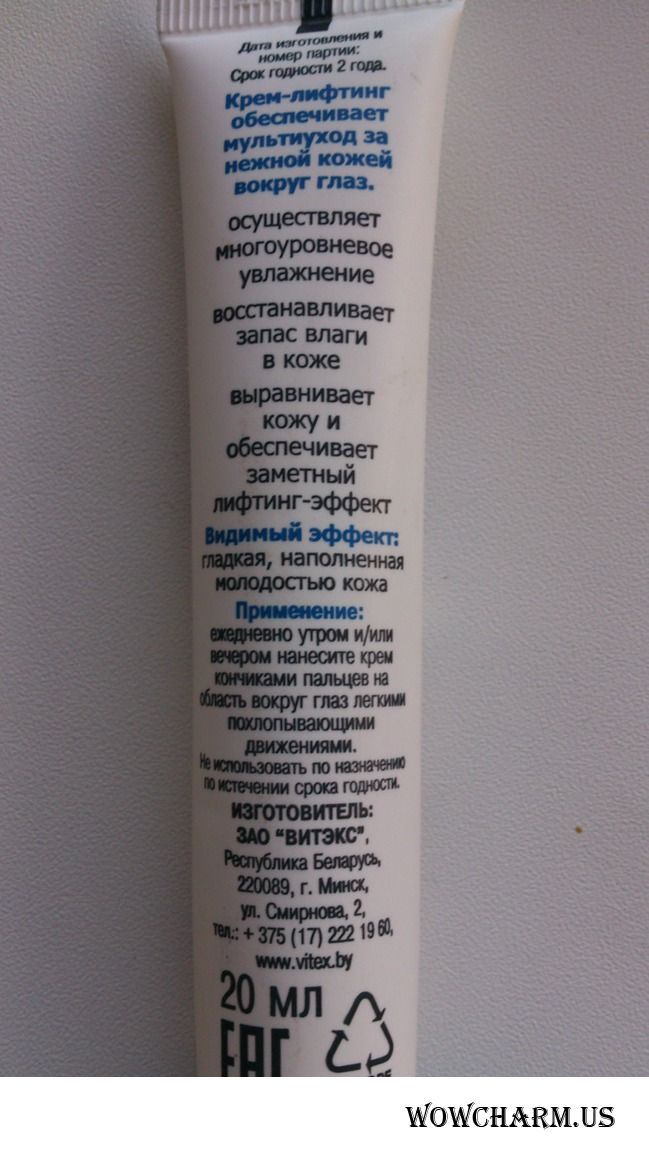 Дата изготовления и
номер партии:
Срок годности 2 года.
Крем-лифтинг
обеспечивает
мультиуход за
нежной кожей
вокруг глаз.
осуществляет
многоуровневое
увлажнение
восстанавливает
запас влаги
в коже
выравнивает
кожу и
обеспечивает
заметный
лифтинг-эффект
Видимый эффект:
гладкая, наполненная
молодостью кожа
Применение:
ежедневно утром и/или
вечером нанесите крем
кончиками пальцев на
область вокруг глаз легкими
похлопывающими
движениями.
Не использовать по назначению
по истечении срока годности.
ИЗГОТОВИТЕЛЬ:
ЗАО "ВИТЭКС",
Республика Беларусь,
220089, г. Минск,
ул. Смирнова, 2,
тел.: + 375 (17) 222 19 60,
www.vitex.by
20 мл
EAC
WOWCHARM.US